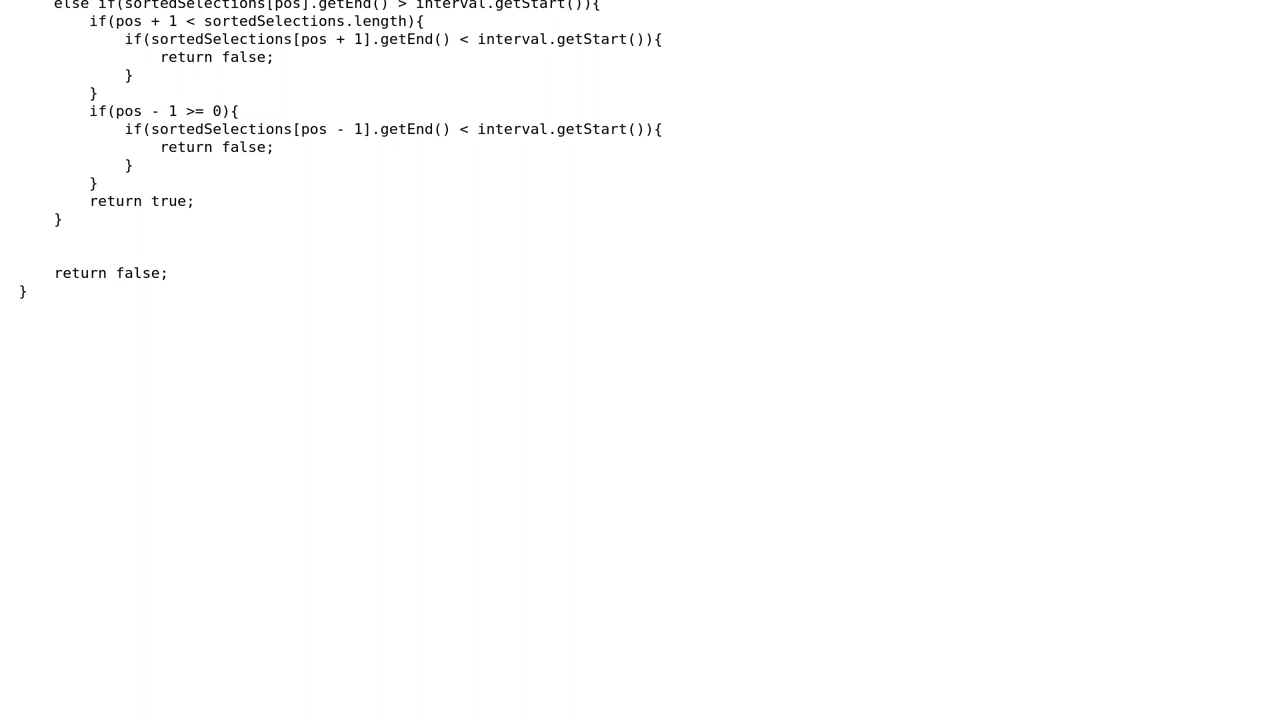 else if(sortedSelections[pos].getEnd() > interval.getStart()){
        if(pos + 1 < sortedSelections.length){
            if(sortedSelections[pos + 1].getEnd() < interval.getStart()){
                return false;
            }
        }
        if(pos - 1 >= 0){
            if(sortedSelections[pos - 1].getEnd() < interval.getStart()){
                return false;
            }
        }
        return true;
    }


    return false;
}